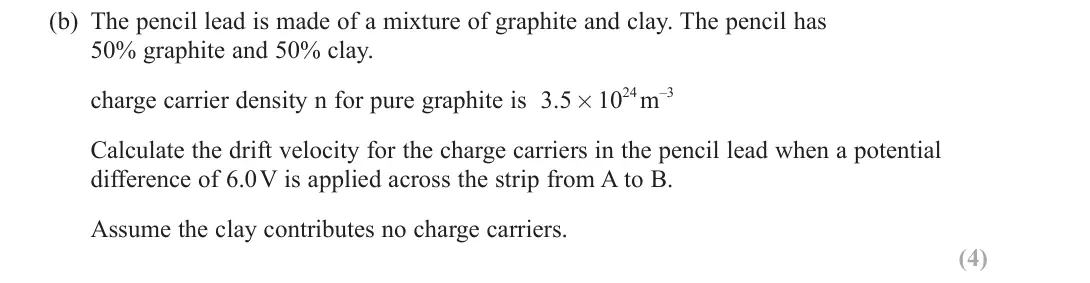 (b) The pencil lead is made of a mixture of graphite and clay. The pencil has
50% graphite and 50% clay.
charge carrier density n for pure graphite is 3.5 × 10²⁴ m⁻³
Calculate the drift velocity for the charge carriers in the pencil lead when a potential
difference of 6.0 V is applied across the strip from A to B.
Assume the clay contributes no charge carriers.
(4)